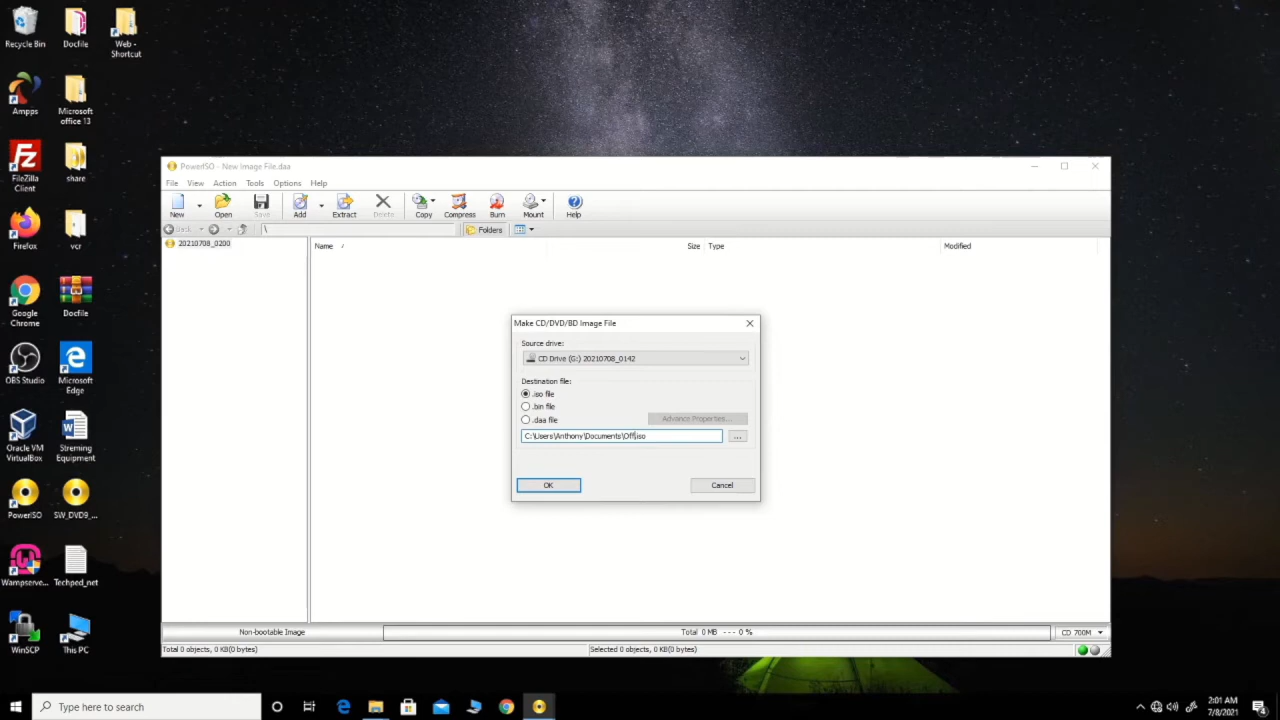 Recycle Bin
Docfile
Web - Shortcut
Ampps
Microsoft office 13
FileZilla Client
share
Firefox
vcr
Google Chrome
Docfile
OBS Studio
Microsoft Edge
Oracle VM VirtualBox
Streming Equipment
PowerISO
SW_DVD9_...
Wampserve...
Techped_net
WinSCP
This PC
PowerISO - New Image File.daa
File View Action Tools Options Help
New Open Save Add Extract Delete Copy Compress Burn Mount Help
Back \ Folders
20210708_0200
Name / Size Type Modified
Make CD/DVD/BD Image File
Source drive:
CD Drive (G:) 20210708_0142
Destination file:
.iso file
.bin file
.daa file
Advance Properties...
C:\Users\Anthony\Documents\Off.iso
...
OK Cancel
Non-bootable Image Total 0 MB --- 0 % CD 700M
Total 0 objects, 0 KB(0 bytes) Selected 0 objects, 0 KB(0 bytes)
Type here to search
2:01 AM
7/8/2021
4